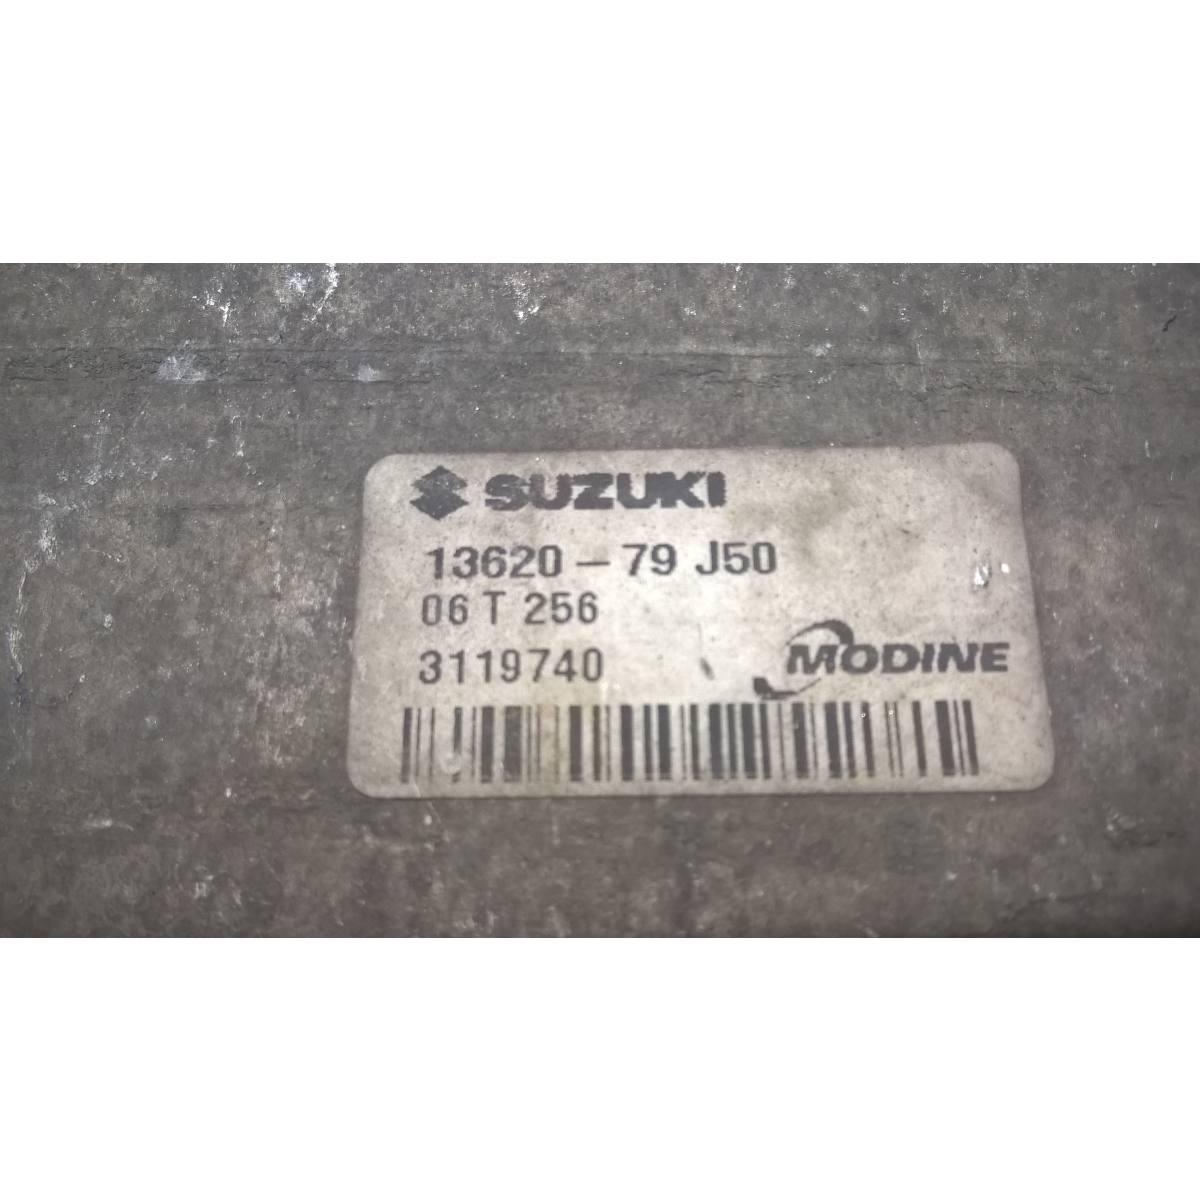 SUZUKI
13620-79 J50
06 T 256
3119740
MODINE